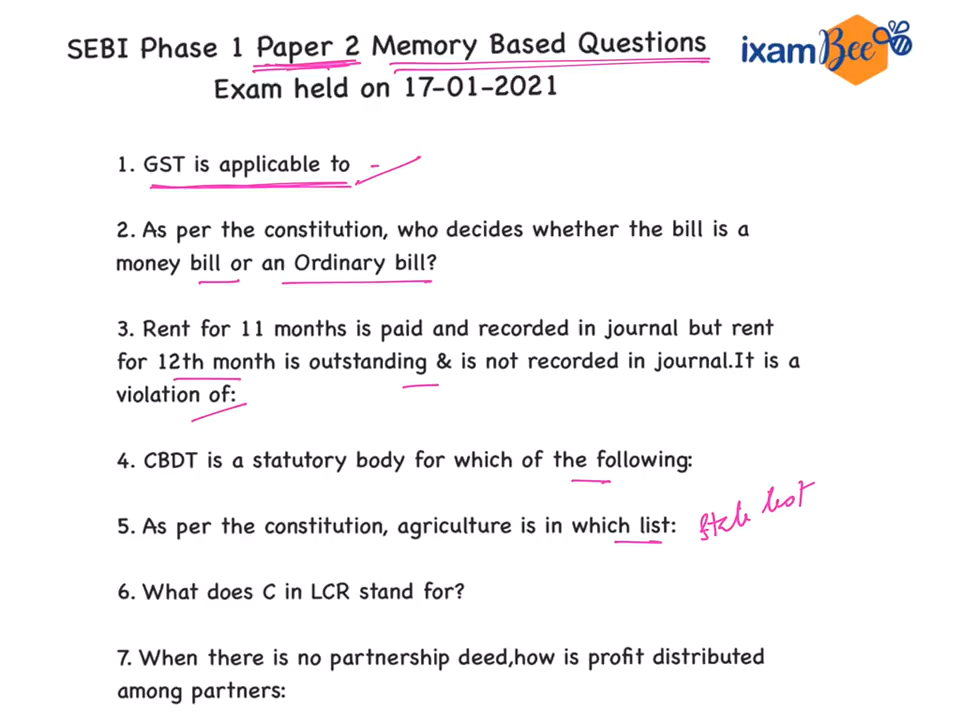 SEBI Phase 1 Paper 2 Memory Based Questions
ixamBee
Exam held on 17-01-2021
1. GST is applicable to -
2. As per the constitution, who decides whether the bill is a
money bill or an Ordinary bill?
3. Rent for 11 months is paid and recorded in journal but rent
for 12th month is outstanding & is not recorded in journal.It is a
violation of:
4. CBDT is a statutory body for which of the following:
5. As per the constitution, agriculture is in which list: State list
6. What does C in LCR stand for?
7. When there is no partnership deed,how is profit distributed
among partners: